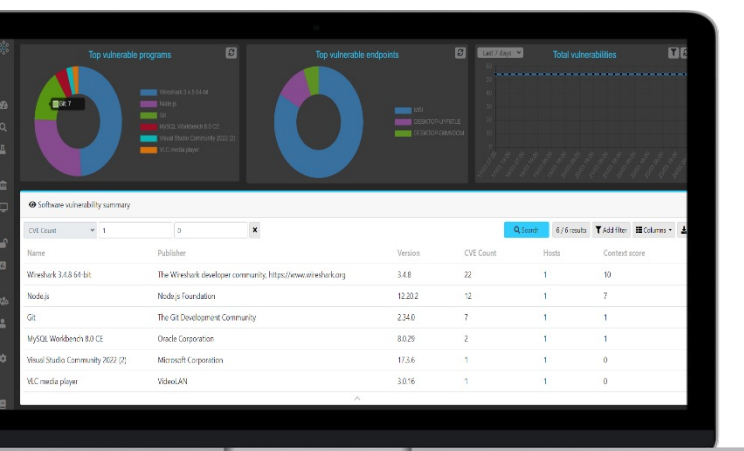 Top vulnerable programs
Git: 7
Wireshark 3.4.8 64-bit
Node.js
Git
MySQL Workbench 8.0 CE
Visual Studio Community 2022 (2)
VLC media player
Top vulnerable endpoints
Last 7 days
Total vulnerabilities
60
50
40
30
20
10
0
Software vulnerability summary
CVE Count 1 0 x Search 6 / 6 results Add filter Columns
Name Publisher Version CVE Count Hosts Context score
Wireshark 3.4.8 64-bit The Wireshark developer community, https://www.wireshark.org 3.4.8 22 1 10
Node.js Node.js Foundation 12.20.2 12 1 7
Git The Git Development Community 2.34.0 7 1 1
MySQL Workbench 8.0 CE Oracle Corporation 8.0.29 2 1 1
Visual Studio Community 2022 (2) Microsoft Corporation 17.3.6 1 1 0
VLC media player VideoLAN 3.0.16 1 1 0